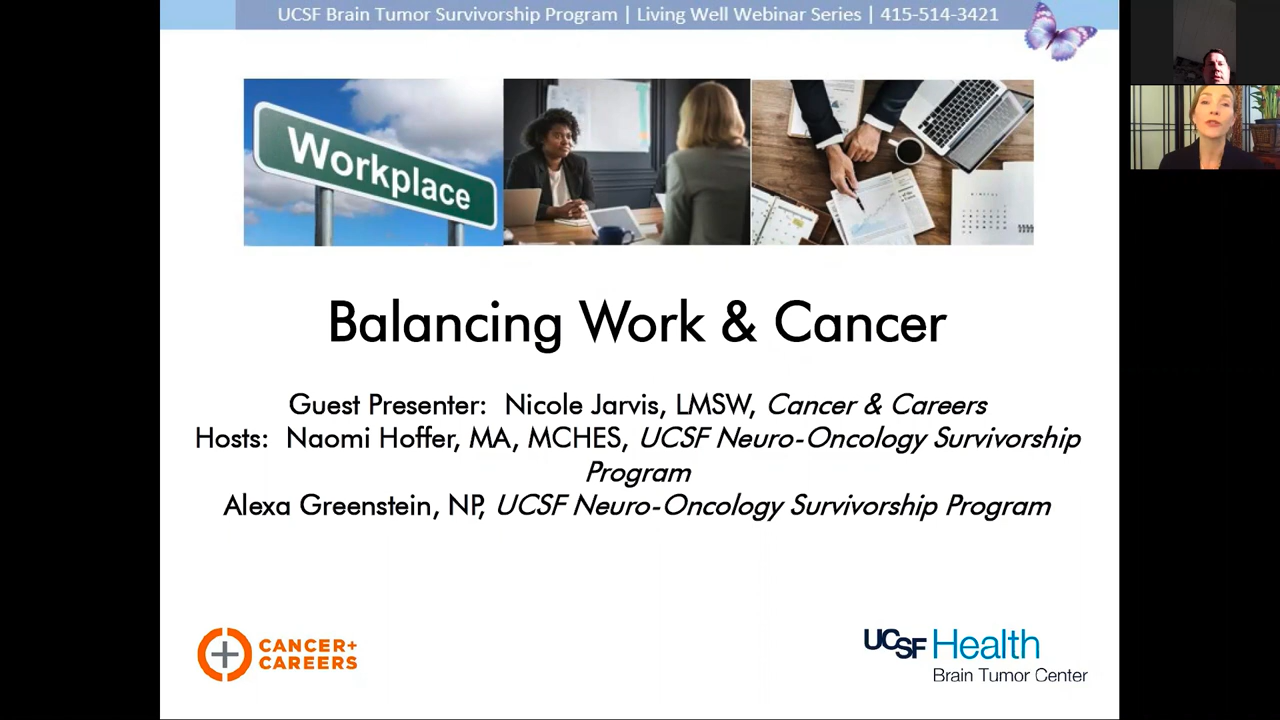 UCSF Brain Tumor Survivorship Program | Living Well Webinar Series | 415-514-3421
Workplace
Balancing Work & Cancer
Guest Presenter: Nicole Jarvis, LMSW, Cancer & Careers
Hosts: Naomi Hoffer, MA, MCHES, UCSF Neuro-Oncology Survivorship
Program
Alexa Greenstein, NP, UCSF Neuro-Oncology Survivorship Program
CANCER+
CAREERS
UCSF Health
Brain Tumor Center